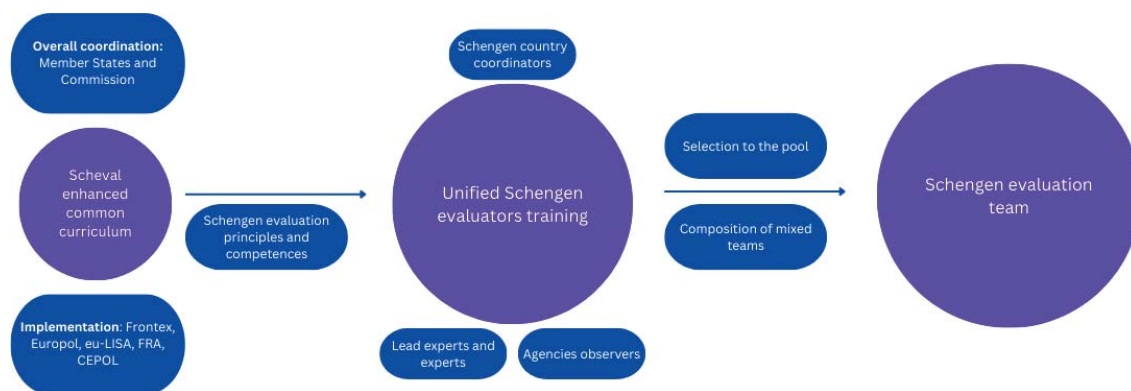 Overall coordination:
Member States and
Commission
Scheval
enhanced
common
curriculum
Implementation: Frontex,
Europol, eu-LISA, FRA,
CEPOL
Schengen evaluation
principles and
competences
Schengen country
coordinators
Unified Schengen
evaluators training
Lead experts and
experts
Agencies observers
Selection to the pool
Composition of mixed
teams
Schengen evaluation
team